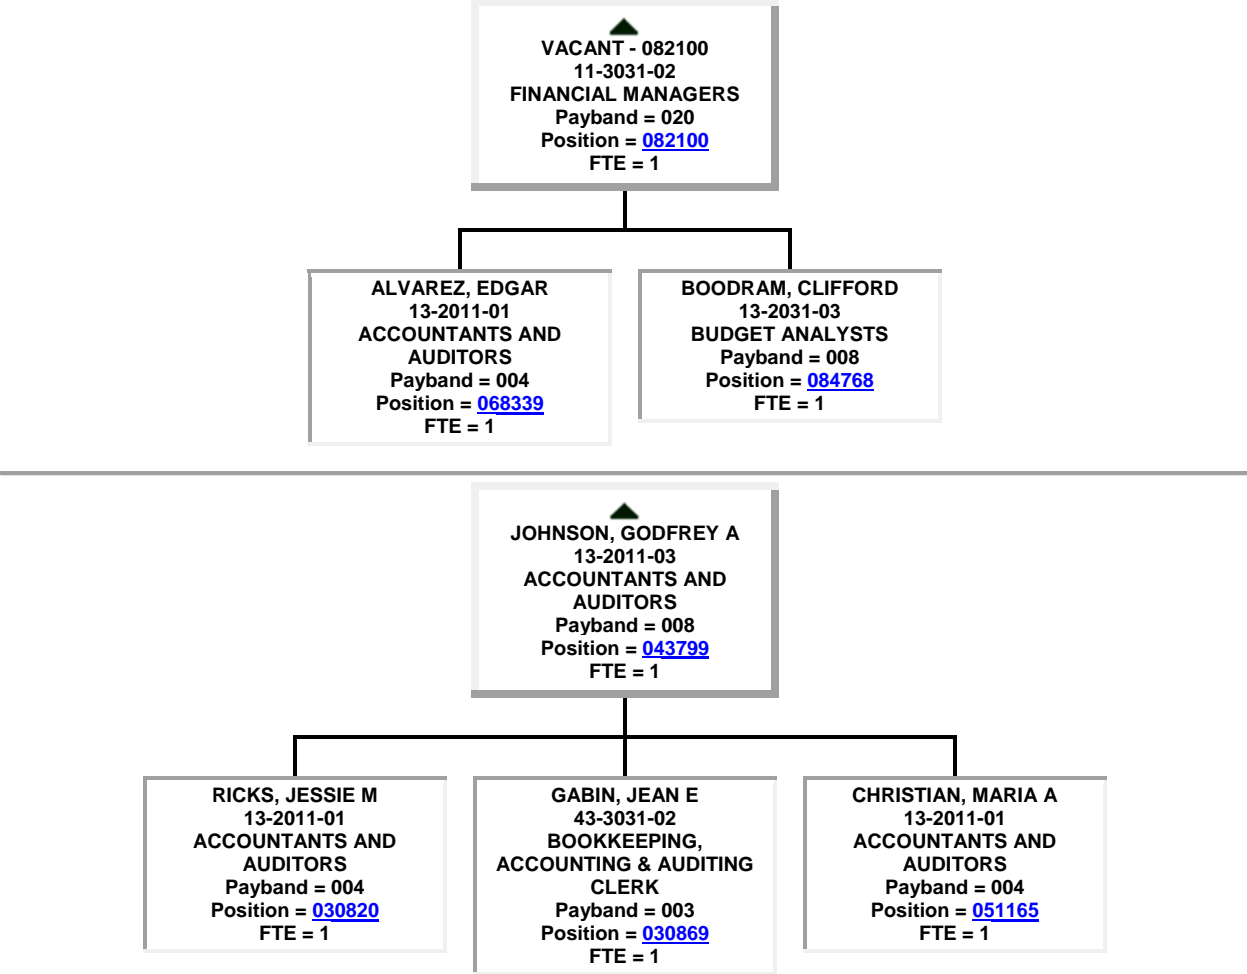 VACANT - 082100
11-3031-02
FINANCIAL MANAGERS
Payband = 020
Position = 082100
FTE = 1
ALVAREZ, EDGAR
13-2011-01
ACCOUNTANTS AND
AUDITORS
Payband = 004
Position = 068339
FTE = 1
BOODRAM, CLIFFORD
13-2031-03
BUDGET ANALYSTS
Payband = 008
Position = 084768
FTE = 1
JOHNSON, GODFREY A
13-2011-03
ACCOUNTANTS AND
AUDITORS
Payband = 008
Position = 043799
FTE = 1
RICKS, JESSIE M
13-2011-01
ACCOUNTANTS AND
AUDITORS
Payband = 004
Position = 030820
FTE = 1
GABIN, JEAN E
43-3031-02
BOOKKEEPING,
ACCOUNTING & AUDITING
CLERK
Payband = 003
Position = 030869
FTE = 1
CHRISTIAN, MARIA A
13-2011-01
ACCOUNTANTS AND
AUDITORS
Payband = 004
Position = 051165
FTE = 1